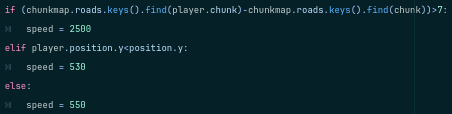 if (chunkmap.roads.keys().find(player.chunk)-chunkmap.roads.keys().find(chunk))>7:
speed = 2500
elif player.position.y<position.y:
speed = 530
else:
speed = 550